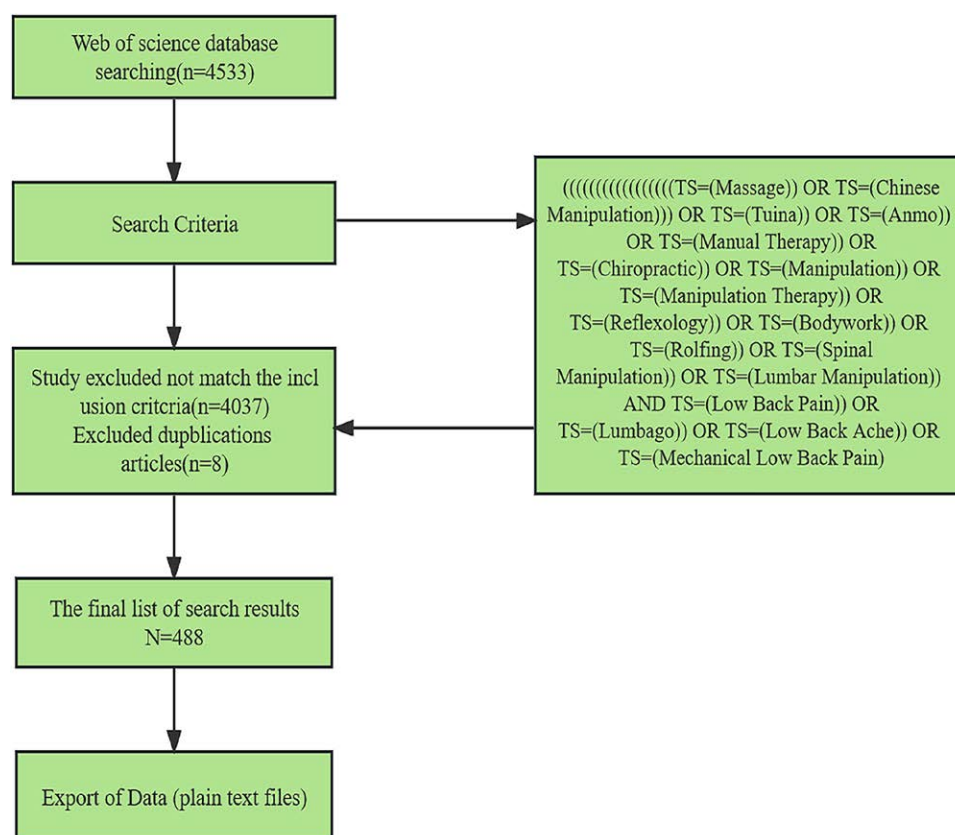 Web of science database
searching(n=4533)
Search Criteria
(((((((((((((((((TS=(Massage)) OR TS=(Chinese
Manipulation))) OR TS=(Tuina)) OR TS=(Anmo))
OR TS=(Manual Therapy)) OR
TS=(Chiropractic)) OR TS=(Manipulation)) OR
TS=(Manipulation Therapy)) OR
TS=(Reflexology)) OR TS=(Bodywork)) OR
TS=(Rolfing)) OR TS=(Spinal
Manipulation)) OR TS=(Lumbar Manipulation))
AND TS=(Low Back Pain)) OR
TS=(Lumbago)) OR TS=(Low Back Ache)) OR
TS=(Mechanical Low Back Pain)
Study excluded not match the incl
usion critcria(n=4037)
Excluded dupplications
articles(n=8)
The final list of search results
N=488
Export of Data (plain text files)